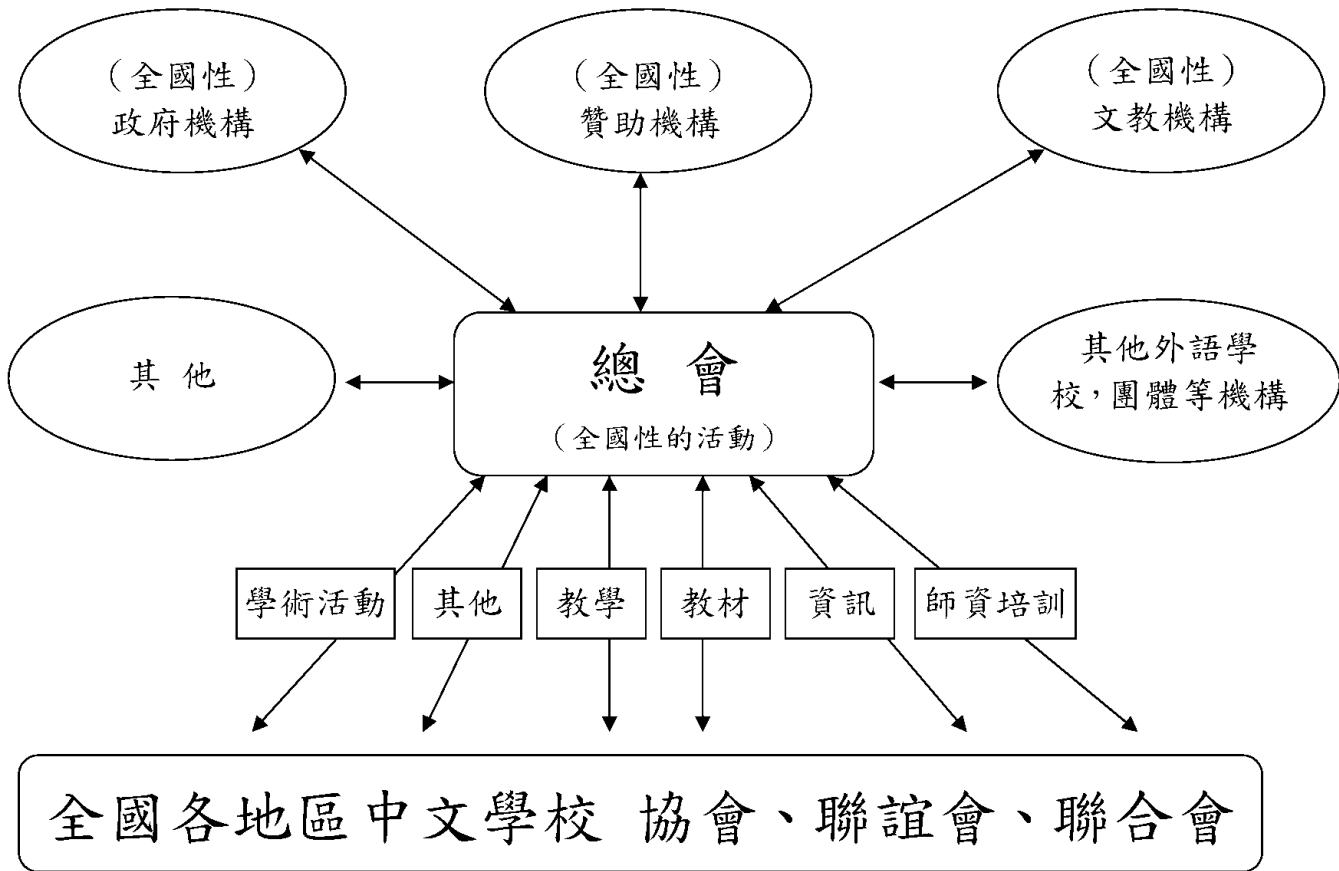 （全國性）
政府機構
（全國性）
贊助機構
（全國性）
文教機構
其他
總會
（全國性的活動）
其他外語學
校，團體等機構
學術活動
其他
教學
教材
資訊
師資培訓
全國各地區中文學校 協會、聯誼會、聯合會